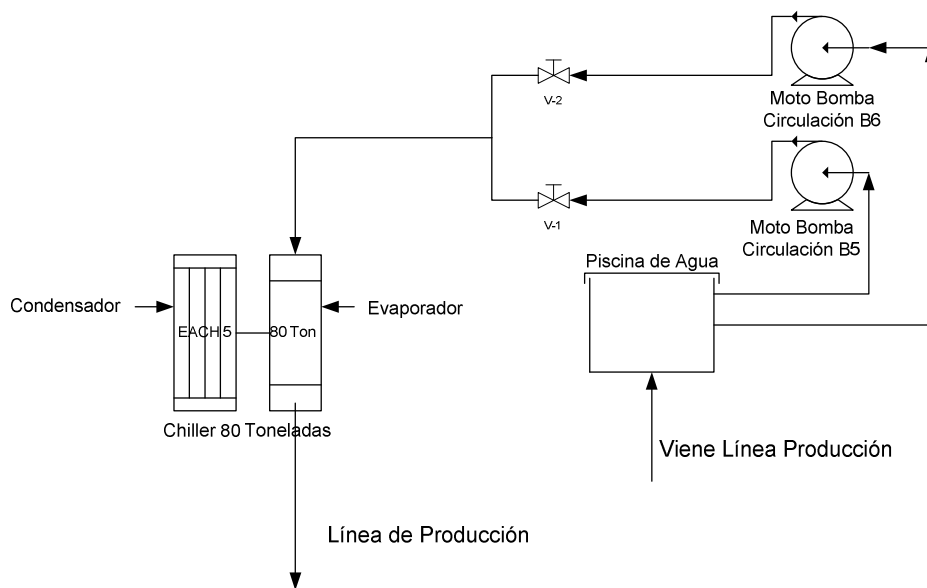 V-2
Moto Bomba
Circulación B6
V-1
Moto Bomba
Circulación B5
Piscina de Agua
Condensador
EACH 5
80 Ton
Evaporador
Chiller 80 Toneladas
Viene Línea Producción
Línea de Producción